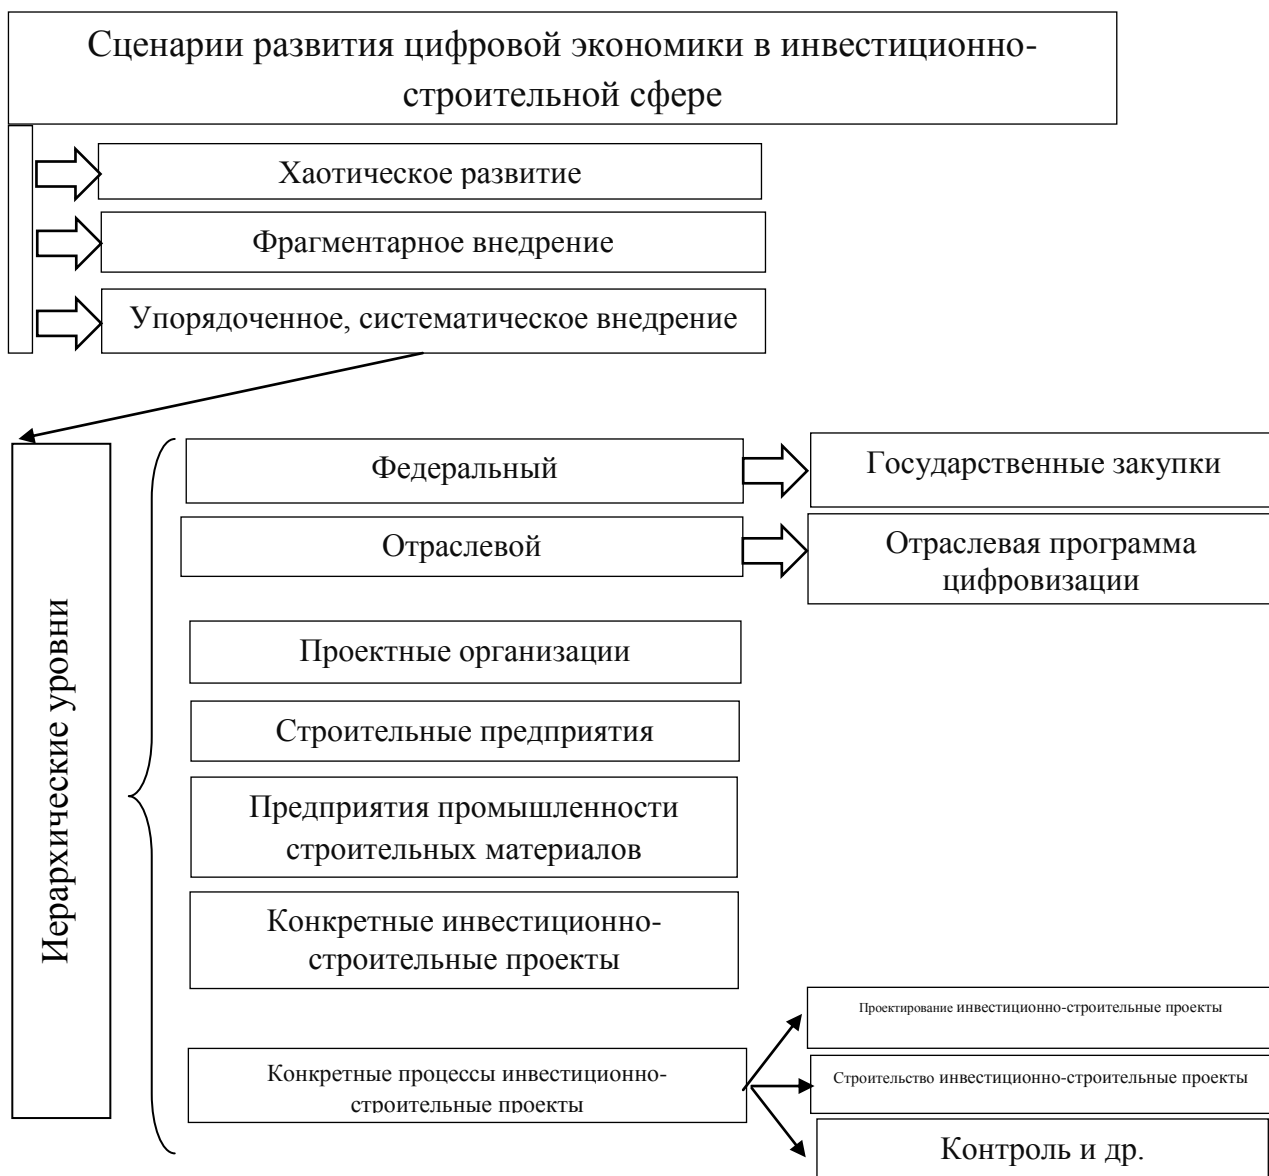 Сценарии развития цифровой экономики в инвестиционно-
строительной сфере
Хаотическое развитие
Фрагментарное внедрение
Упорядоченное, систематическое внедрение
Иерархические уровни
Федеральный
Государственные закупки
Отраслевой
Отраслевая программа
цифровизации
Проектные организации
Строительные предприятия
Предприятия промышленности
строительных материалов
Конкретные инвестиционно-
строительные проекты
Конкретные процессы инвестиционно-
строительные проекты
Проектирование инвестиционно-строительные проекты
Строительство инвестиционно-строительные проекты
Контроль и др.